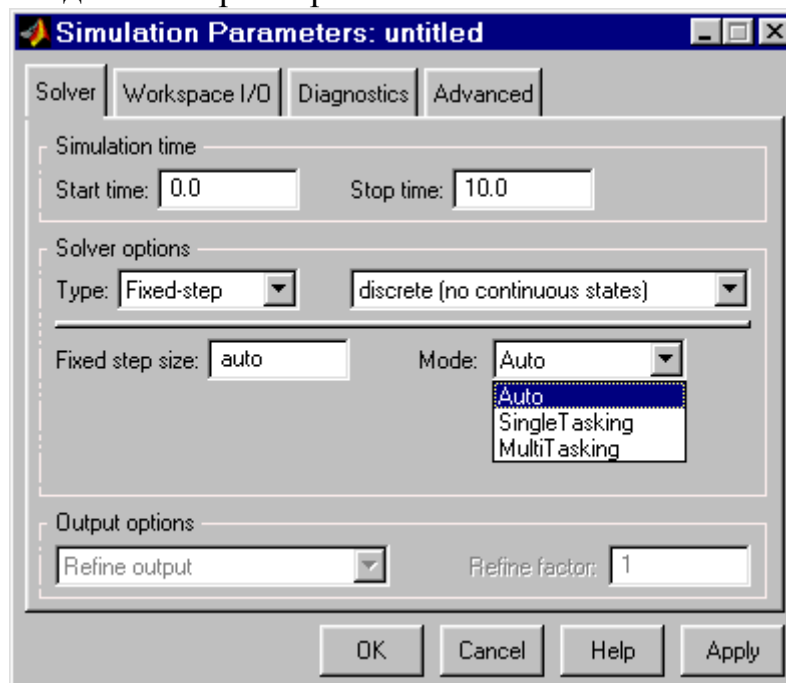 Simulation Parameters: untitled
Solver Workspace I/O Diagnostics Advanced
Simulation time
Start time: 0.0 Stop time: 10.0
Solver options
Type: Fixed-step discrete (no continuous states)
Fixed step size: auto Mode: Auto
Auto
SingleTasking
MultiTasking
Output options
Refine output Refine factor: 1
OK Cancel Help Apply